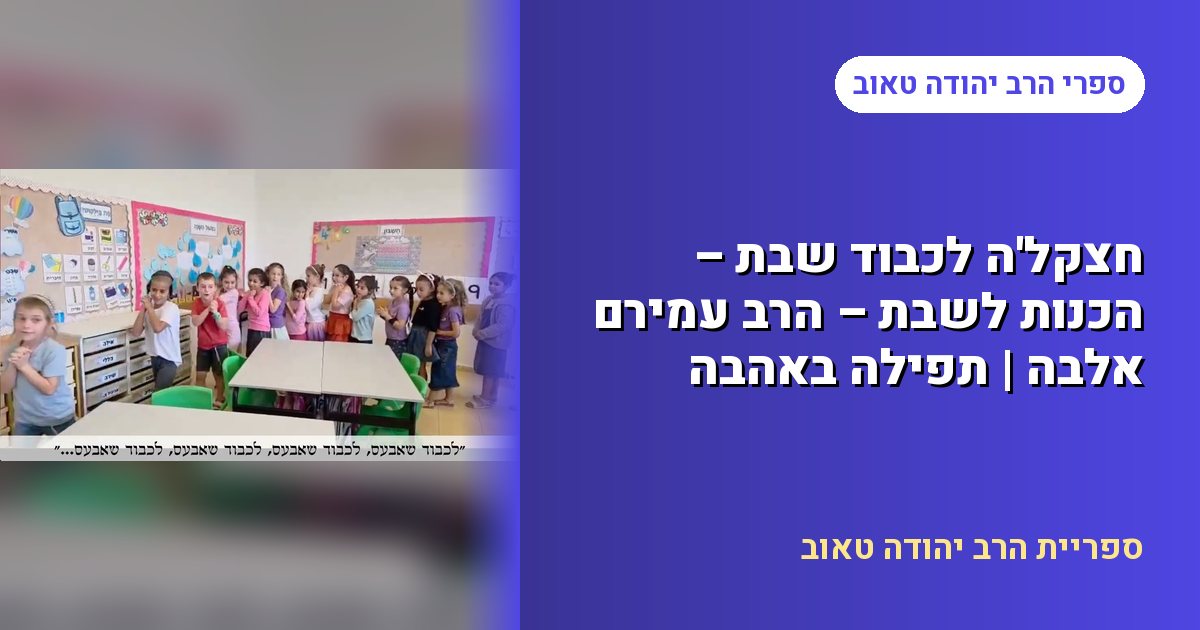 ספרי הרב יהודה טאוב
חצקל'ה לכבוד שבת –
הכנות לשבת – הרב עמירם
אלבה | תפילה באהבה
ספריית הרב יהודה טאוב
חשבון
"לכבוד שאבעס, לכבוד שאבעס, לכבוד שאבעס, לכבוד שאבעס..."